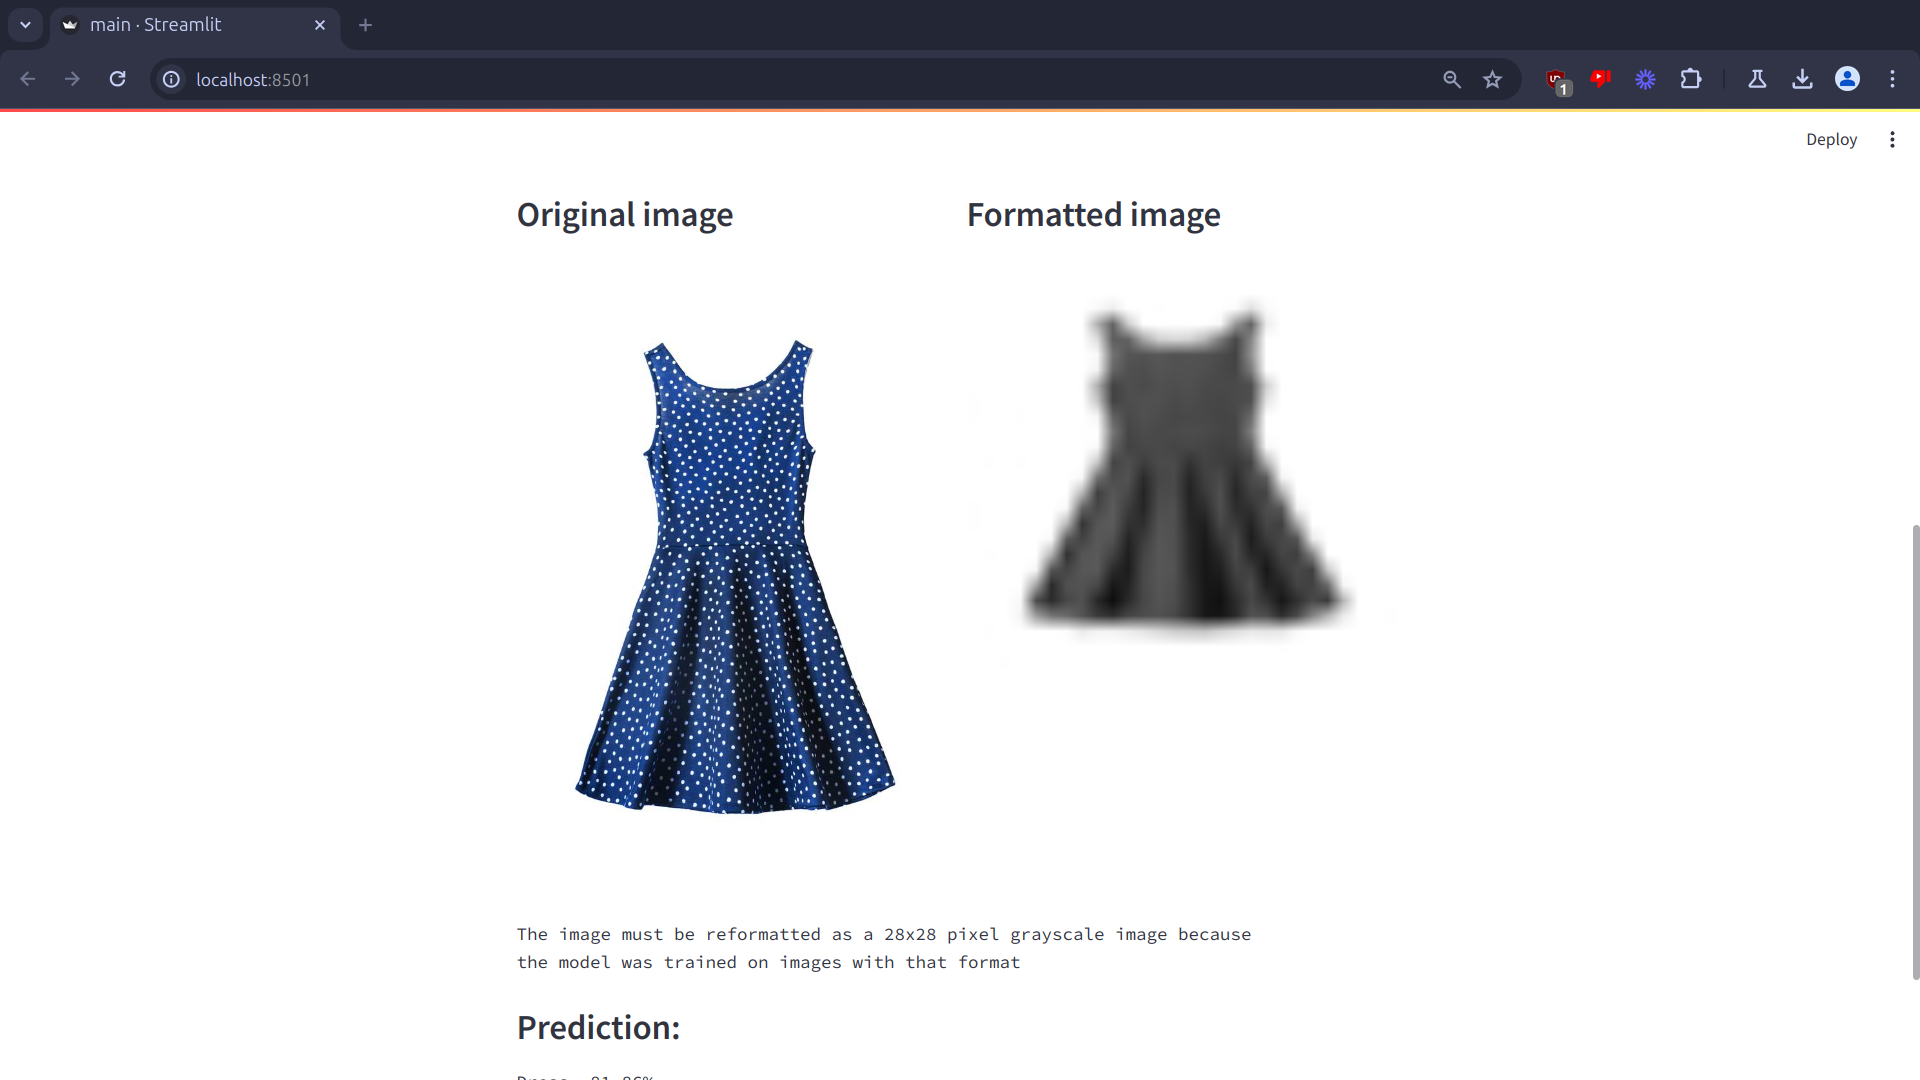 main · Streamlit
localhost:8501
1
Deploy
Original image
Formatted image
The image must be reformatted as a 28x28 pixel grayscale image because
the model was trained on images with that format
Prediction: